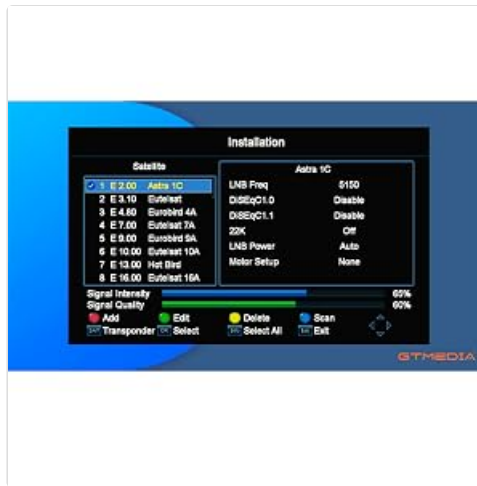 Installation
Satellite
1 E 2.00 Astra 1C
2 E 3.10 Eutelsat
3 E 4.80 Eurobird 4A
4 E 7.00 Eutelsat 7A
5 E 9.00 Eurobird 9A
6 E 10.00 Eutelsat 10A
7 E 13.00 Hot Bird
8 E 16.00 Eutelsat 16A
Astra 1C
LNB Freq 5150
DiSEqC1.0 Disable
DiSEqC1.1 Disable
22K Off
LNB Power Auto
Motor Setup None
Signal Intensity 65%
Signal Quality 60%
Add Edit Delete Scan
Transponder OK Select Select All Exit
GTMEDIA